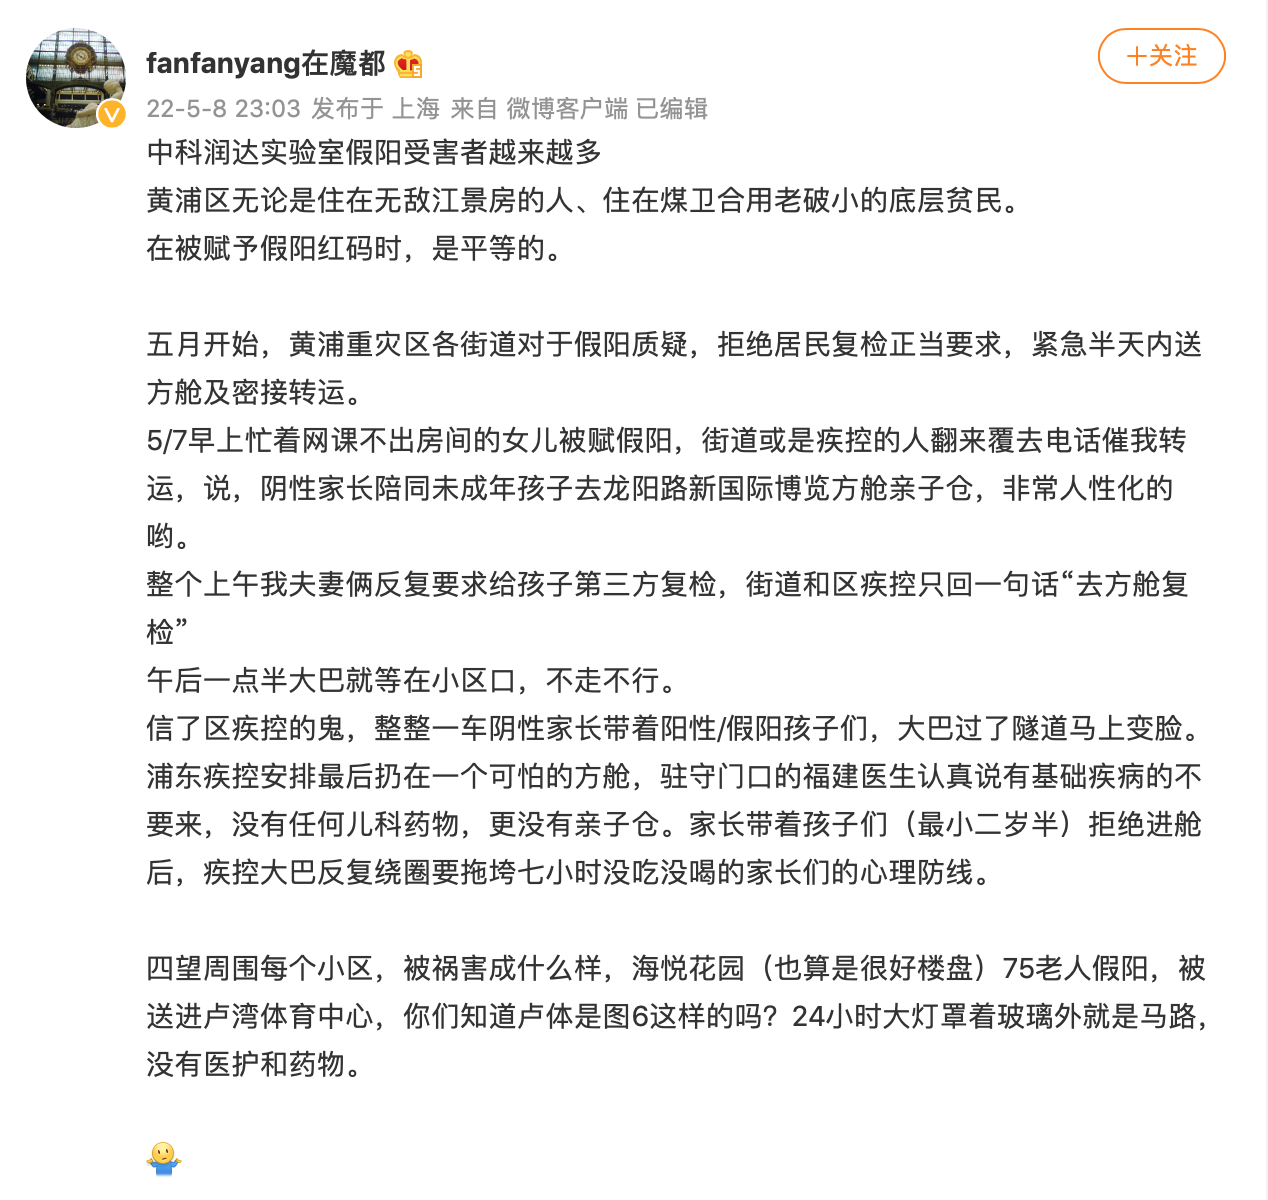 fanfanyang在魔都
＋关注
22-5-8 23:03 发布于 上海 来自 微博客户端 已编辑
中科润达实验室假阳受害者越来越多
黄浦区无论是住在无敌江景房的人、住在煤卫合用老破小的底层贫民。
在被赋予假阳红码时，是平等的。
五月开始，黄浦重灾区各街道对于假阳质疑，拒绝居民复检正当要求，紧急半天内送
方舱及密接转运。
5/7早上忙着网课不出房间的女儿被赋假阳，街道或是疾控的人翻来覆去电话催我转
运，说，阴性家长陪同未成年孩子去龙阳路新国际博览方舱亲子仓，非常人性化的
哟。
整个上午我夫妻俩反复要求给孩子第三方复检，街道和区疾控只回一句话“去方舱复
检”
午后一点半大巴就等在小区口，不走不行。
信了区疾控的鬼，整整一车阴性家长带着阳性/假阳孩子们，大巴过了隧道马上变脸。
浦东疾控安排最后扔在一个可怕的方舱，驻守门口的福建医生认真说有基础疾病的不
要来，没有任何儿科药物，更没有亲子仓。家长带着孩子们（最小二岁半）拒绝进舱
后，疾控大巴反复绕圈要拖垮七小时没吃没喝的家长们的心理防线。
四望周围每个小区，被祸害成什么样，海悦花园（也算是很好楼盘）75老人假阳，被
送进卢湾体育中心，你们知道卢体是图6这样的吗？24小时大灯罩着玻璃外就是马路，
没有医护和药物。